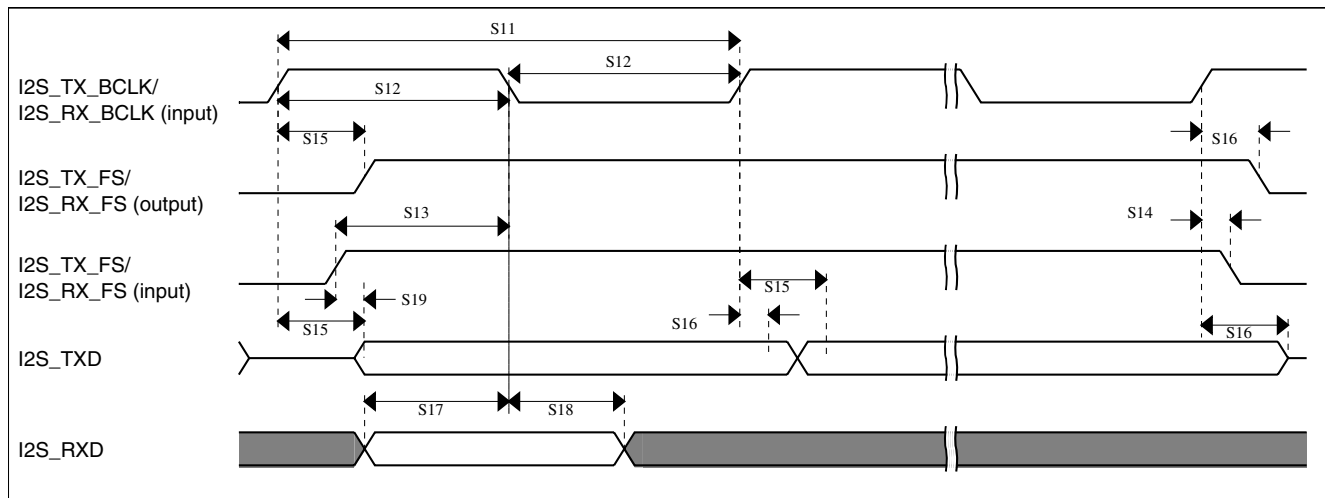 S11
I2S_TX_BCLK/
I2S_RX_BCLK (input)
S12
S12
S15
S16
I2S_TX_FS/
I2S_RX_FS (output)
S13
S14
I2S_TX_FS/
I2S_RX_FS (input)
S19
S15
S15
S16
S16
I2S_TXD
S17
S18
I2S_RXD